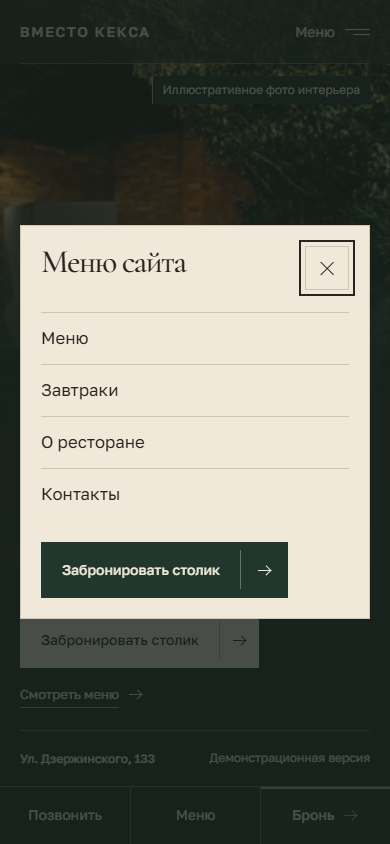 ВМЕСТО КЕКСА
Меню
Иллюстративное фото интерьера
Меню сайта
Меню
Завтраки
О ресторане
Контакты
Забронировать столик
Забронировать столик
Смотреть меню
Ул. Дзержинского, 133
Демонстрационная версия
Позвонить
Меню
Бронь